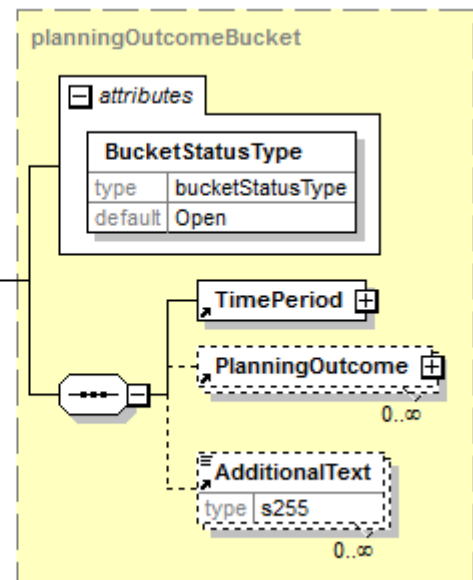 planningOutcomeBucket
attributes
BucketStatusType
type bucketStatusType
default Open
TimePeriod
PlanningOutcome
0..∞
AdditionalText
type s255
0..∞